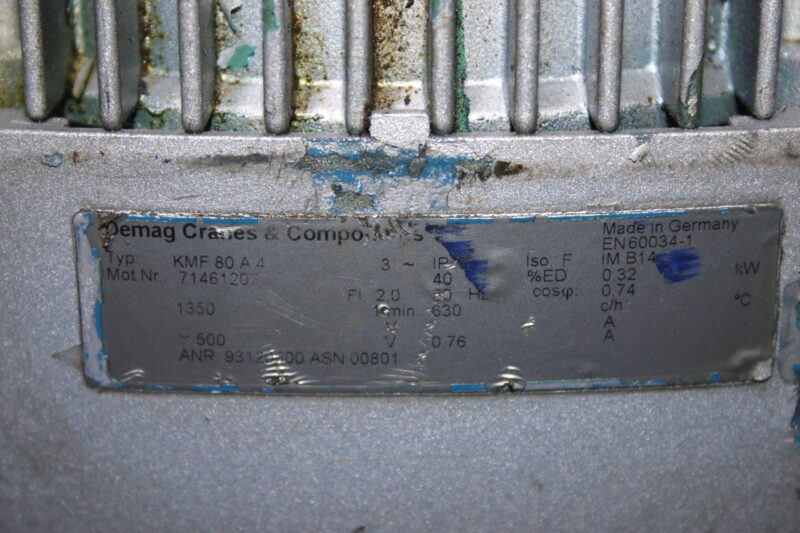 Demag Cranes & Components Made in Germany
EN60034-1
Typ: KMF 80 A 4 3 ~ Iso.: F IM B14
Mot.Nr. 71461207 40 %ED 0.32 kW
FI 2.0 Hz cosφ: 0.74
1350 1/min 630 c/h °C
V A
~ 500 V 0.76 A
ANR ASN 00801